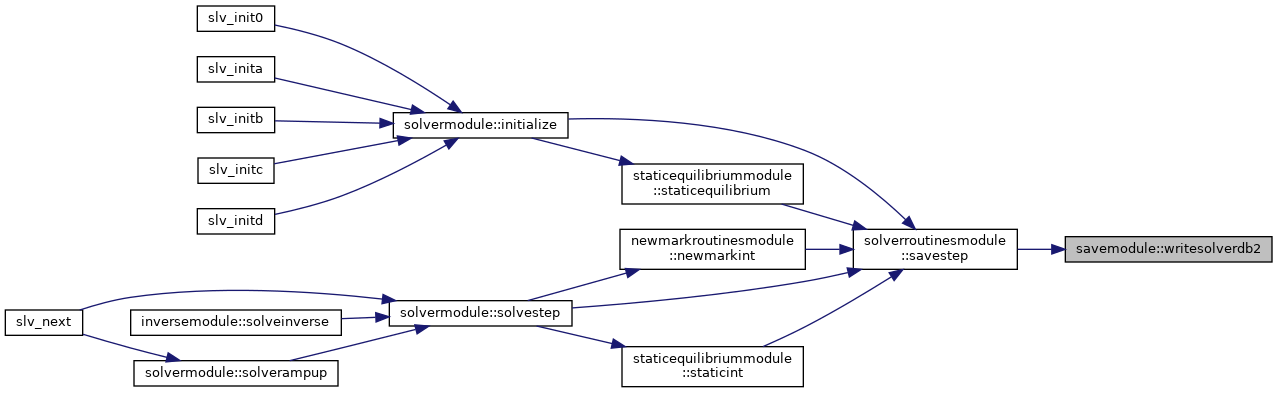 slv_init0
slv_inita
slv_initb
slv_initc
slv_initd
solvermodule::initialize
staticequilibriummodule
::staticequilibrium
newmarkroutinesmodule
::newmarkint
solverroutinesmodule
::savestep
savemodule::writesolverdb2
slv_next
inversemodule::solveinverse
solvermodule::solvestep
solvermodule::solverampup
staticequilibriummodule
::staticint